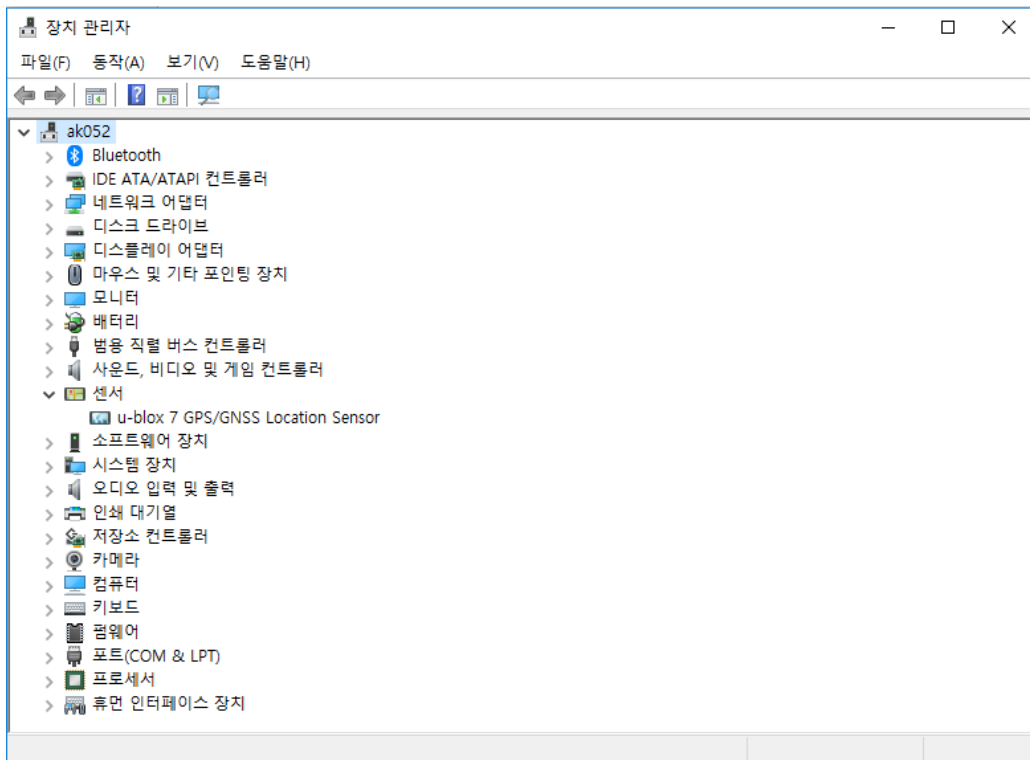 장치 관리자
파일(F) 동작(A) 보기(V) 도움말(H)
ak052
Bluetooth
IDE ATA/ATAPI 컨트롤러
네트워크 어댑터
디스크 드라이브
디스플레이 어댑터
마우스 및 기타 포인팅 장치
모니터
배터리
범용 직렬 버스 컨트롤러
사운드, 비디오 및 게임 컨트롤러
센서
u-blox 7 GPS/GNSS Location Sensor
소프트웨어 장치
시스템 장치
오디오 입력 및 출력
인쇄 대기열
저장소 컨트롤러
카메라
컴퓨터
키보드
펌웨어
포트(COM & LPT)
프로세서
휴먼 인터페이스 장치